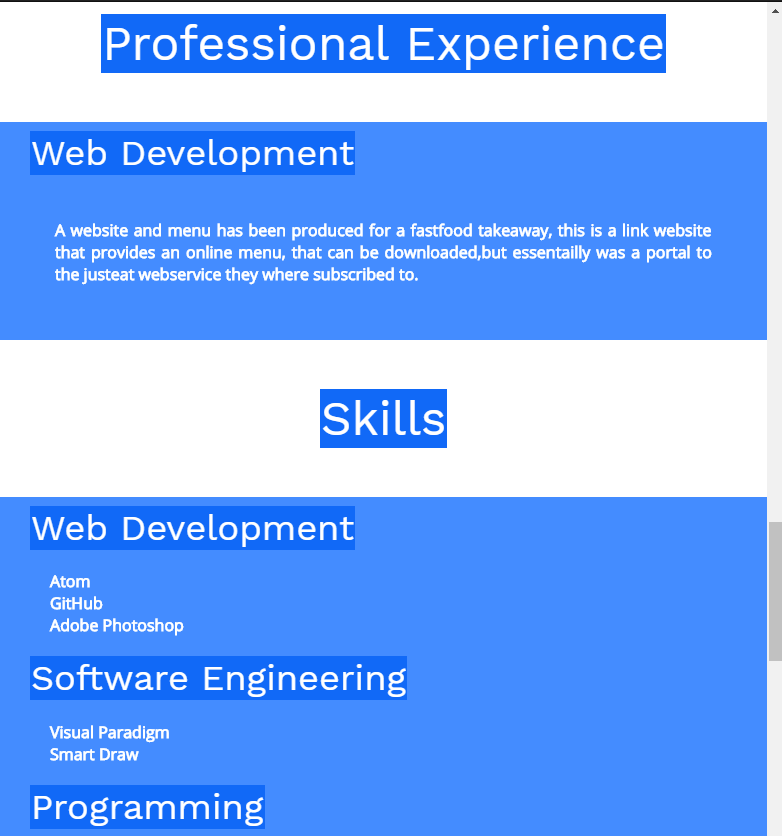 Professional Experience
Web Development
A website and menu has been produced for a fastfood takeaway, this is a link website
that provides an online menu, that can be downloaded,but essentailly was a portal to
the justeat webservice they where subscribed to.
Skills
Web Development
Atom
GitHub
Adobe Photoshop
Software Engineering
Visual Paradigm
Smart Draw
Programming